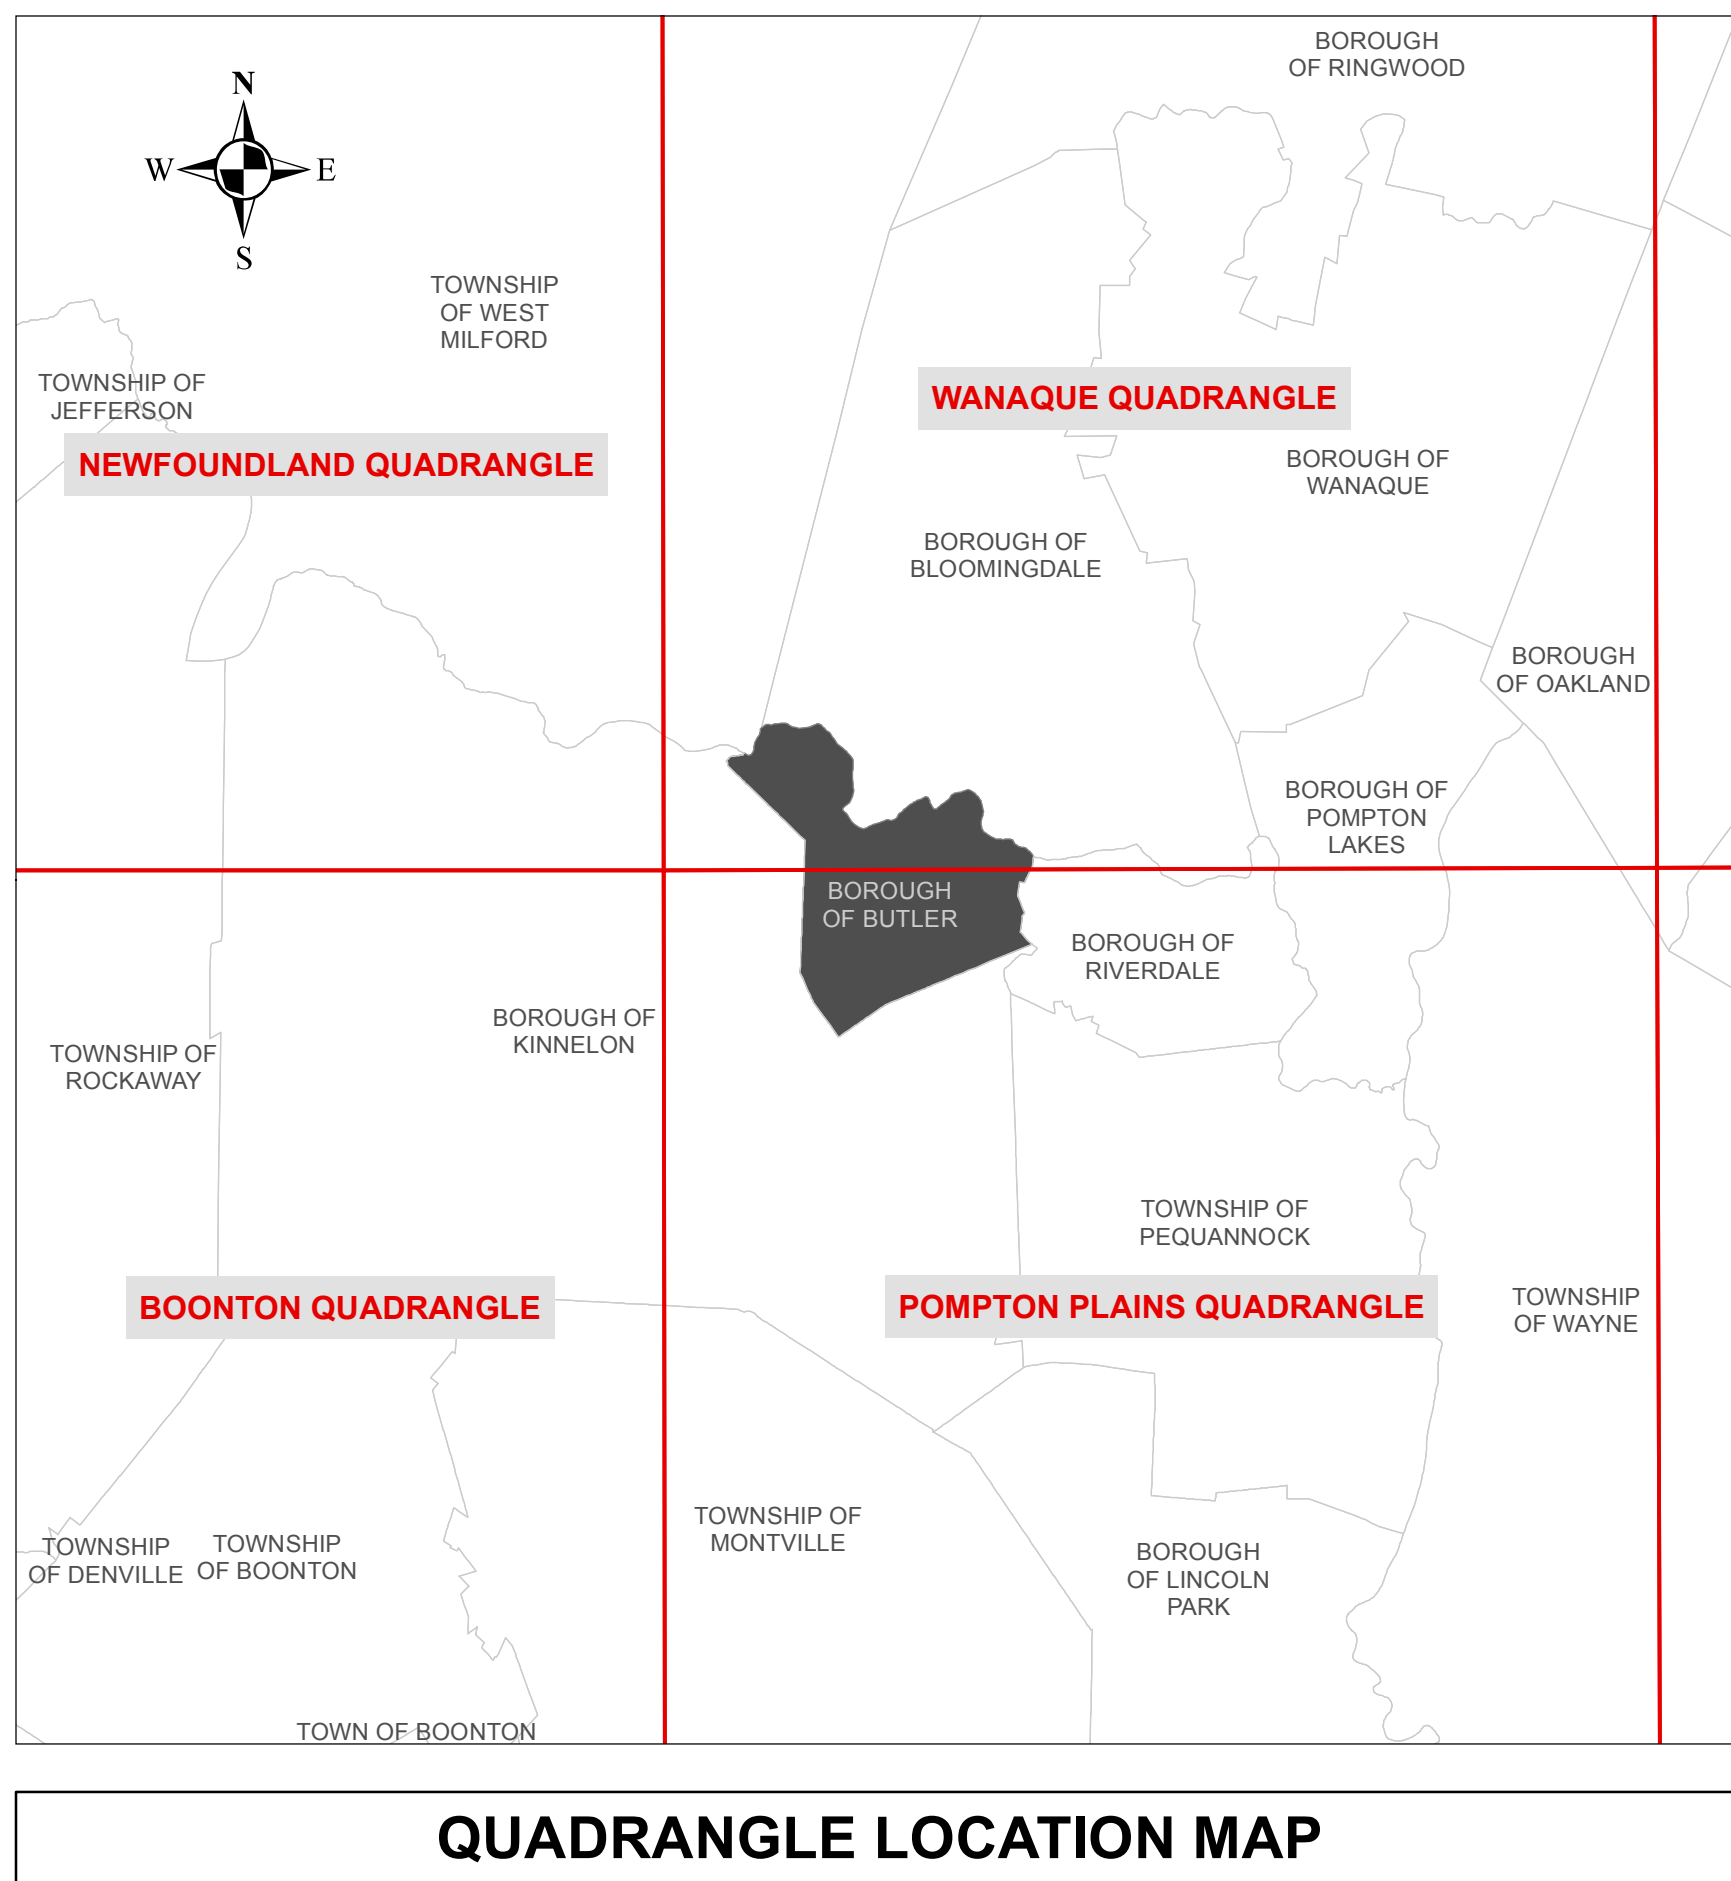 BOROUGH
OF RINGWOOD
N
W
E
S
TOWNSHIP
OF WEST
MILFORD
TOWNSHIP OF
JEFFERSON
WANAQUE QUADRANGLE
NEWFOUNDLAND QUADRANGLE
BOROUGH OF
WANAQUE
BOROUGH OF
BLOOMINGDALE
BOROUGH
OF OAKLAND
BOROUGH OF
POMPTON
LAKES
BOROUGH
OF BUTLER
BOROUGH OF
RIVERDALE
BOROUGH OF
KINNELON
TOWNSHIP OF
ROCKAWAY
TOWNSHIP OF
PEQUANNOCK
BOONTON QUADRANGLE
POMPTON PLAINS QUADRANGLE
TOWNSHIP
OF WAYNE
TOWNSHIP OF
MONTVILLE
TOWNSHIP
OF DENVILLE
TOWNSHIP
OF BOONTON
BOROUGH
OF LINCOLN
PARK
TOWN OF BOONTON
QUADRANGLE LOCATION MAP